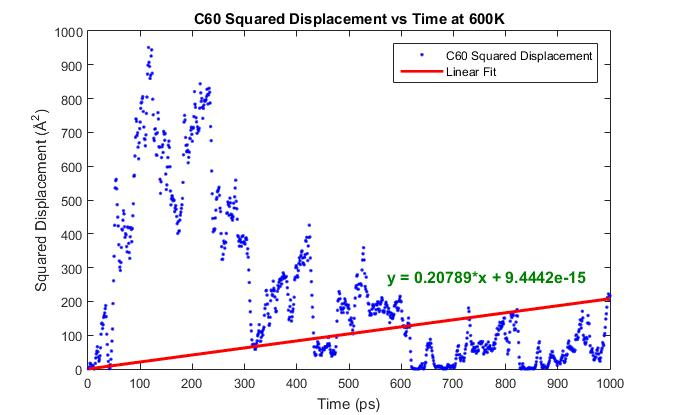 C60 Squared Displacement vs Time at 600K
C60 Squared Displacement
Linear Fit
y = 0.20789*x + 9.4442e-15
Squared Displacement (Å²)
1000
900
800
700
600
500
400
300
200
100
0
0 100 200 300 400 500 600 700 800 900 1000
Time (ps)